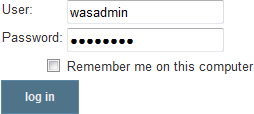 User: wasadmin
Password: ••••••••
Remember me on this computer
log in